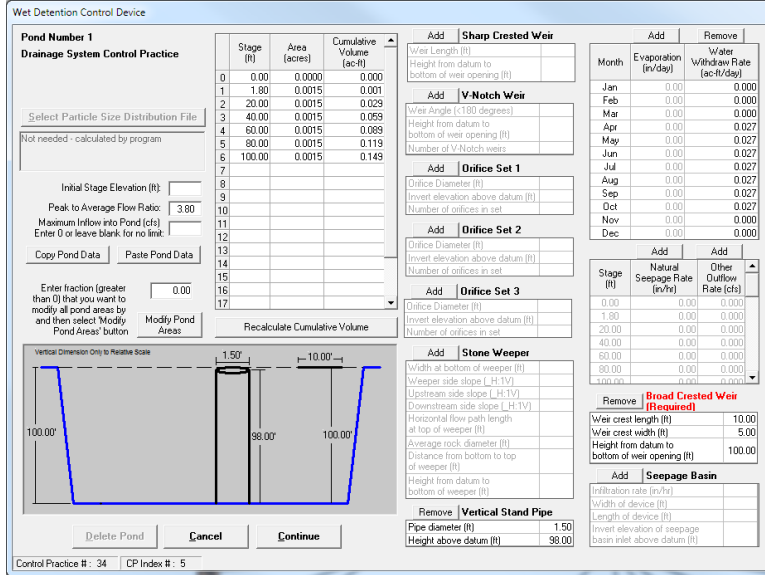 Wet Detention Control Device
Pond Number 1
Drainage System Control Practice
Select Particle Size Distribution File
Not needed - calculated by program
Initial Stage Elevation (ft):
Peak to Average Flow Ratio: 3.80
Maximum Inflow into Pond (cfs)
Enter 0 or leave blank for no limit:
Copy Pond Data Paste Pond Data
Enter fraction (greater
than 0) that you want to
modify all pond areas by
and then select 'Modify
Pond Areas' button
0.00
Modify Pond
Areas
Stage
(ft)
Area
(acres)
Cumulative
Volume
(ac-ft)
0 0.00 0.0000 0.000
1 1.80 0.0015 0.001
2 20.00 0.0015 0.029
3 40.00 0.0015 0.059
4 60.00 0.0015 0.089
5 80.00 0.0015 0.119
6 100.00 0.0015 0.149
7
8
9
10
11
12
13
14
15
16
17
Recalculate Cumulative Volume
Vertical Dimension Only to Relative Scale
1.50'
10.00'
100.00'
98.00'
100.00'
Delete Pond Cancel Continue
Control Practice # : 34 CP Index # : 5
Add Sharp Crested Weir
Weir Length (ft)
Height from datum to
bottom of weir opening (ft)
Add V-Notch Weir
Weir Angle (<180 degrees)
Height from datum to
bottom of weir opening (ft)
Number of V-Notch weirs
Add Orifice Set 1
Orifice Diameter (ft)
Invert elevation above datum (ft)
Number of orifices in set
Add Orifice Set 2
Orifice Diameter (ft)
Invert elevation above datum (ft)
Number of orifices in set
Add Orifice Set 3
Orifice Diameter (ft)
Invert elevation above datum (ft)
Number of orifices in set
Add Stone Weeper
Width at bottom of weeper (ft)
Weeper side slope (_H:1V)
Upstream side slope (_H:1V)
Downstream side slope (_H:1V)
Horizontal flow path length
at top of weeper (ft)
Average rock diameter (ft)
Distance from bottom to top
of weeper (ft)
Height from datum to
bottom of weeper (ft)
Remove Vertical Stand Pipe
Pipe diameter (ft) 1.50
Height above datum (ft) 98.00
Add Remove
Month
Evaporation
(in/day)
Water
Withdraw Rate
(ac-ft/day)
Jan 0.00 0.000
Feb 0.00 0.000
Mar 0.00 0.000
Apr 0.00 0.027
May 0.00 0.027
Jun 0.00 0.027
Jul 0.00 0.027
Aug 0.00 0.027
Sep 0.00 0.027
Oct 0.00 0.027
Nov 0.00 0.000
Dec 0.00 0.000
Add Add
Stage
(ft)
Natural
Seepage Rate
(in/hr)
Other
Outflow
Rate (cfs)
0.00 0.00 0.000
1.80 0.00 0.000
20.00 0.00 0.000
40.00 0.00 0.000
60.00 0.00 0.000
80.00 0.00 0.000
100.00 0.00 0.000
Remove Broad Crested Weir
(Required)
Weir crest length (ft) 10.00
Weir crest width (ft) 5.00
Height from datum to
bottom of weir opening (ft) 100.00
Add Seepage Basin
Infiltration rate (in/hr)
Width of device (ft)
Length of device (ft)
Invert elevation of seepage
basin inlet above datum (ft)